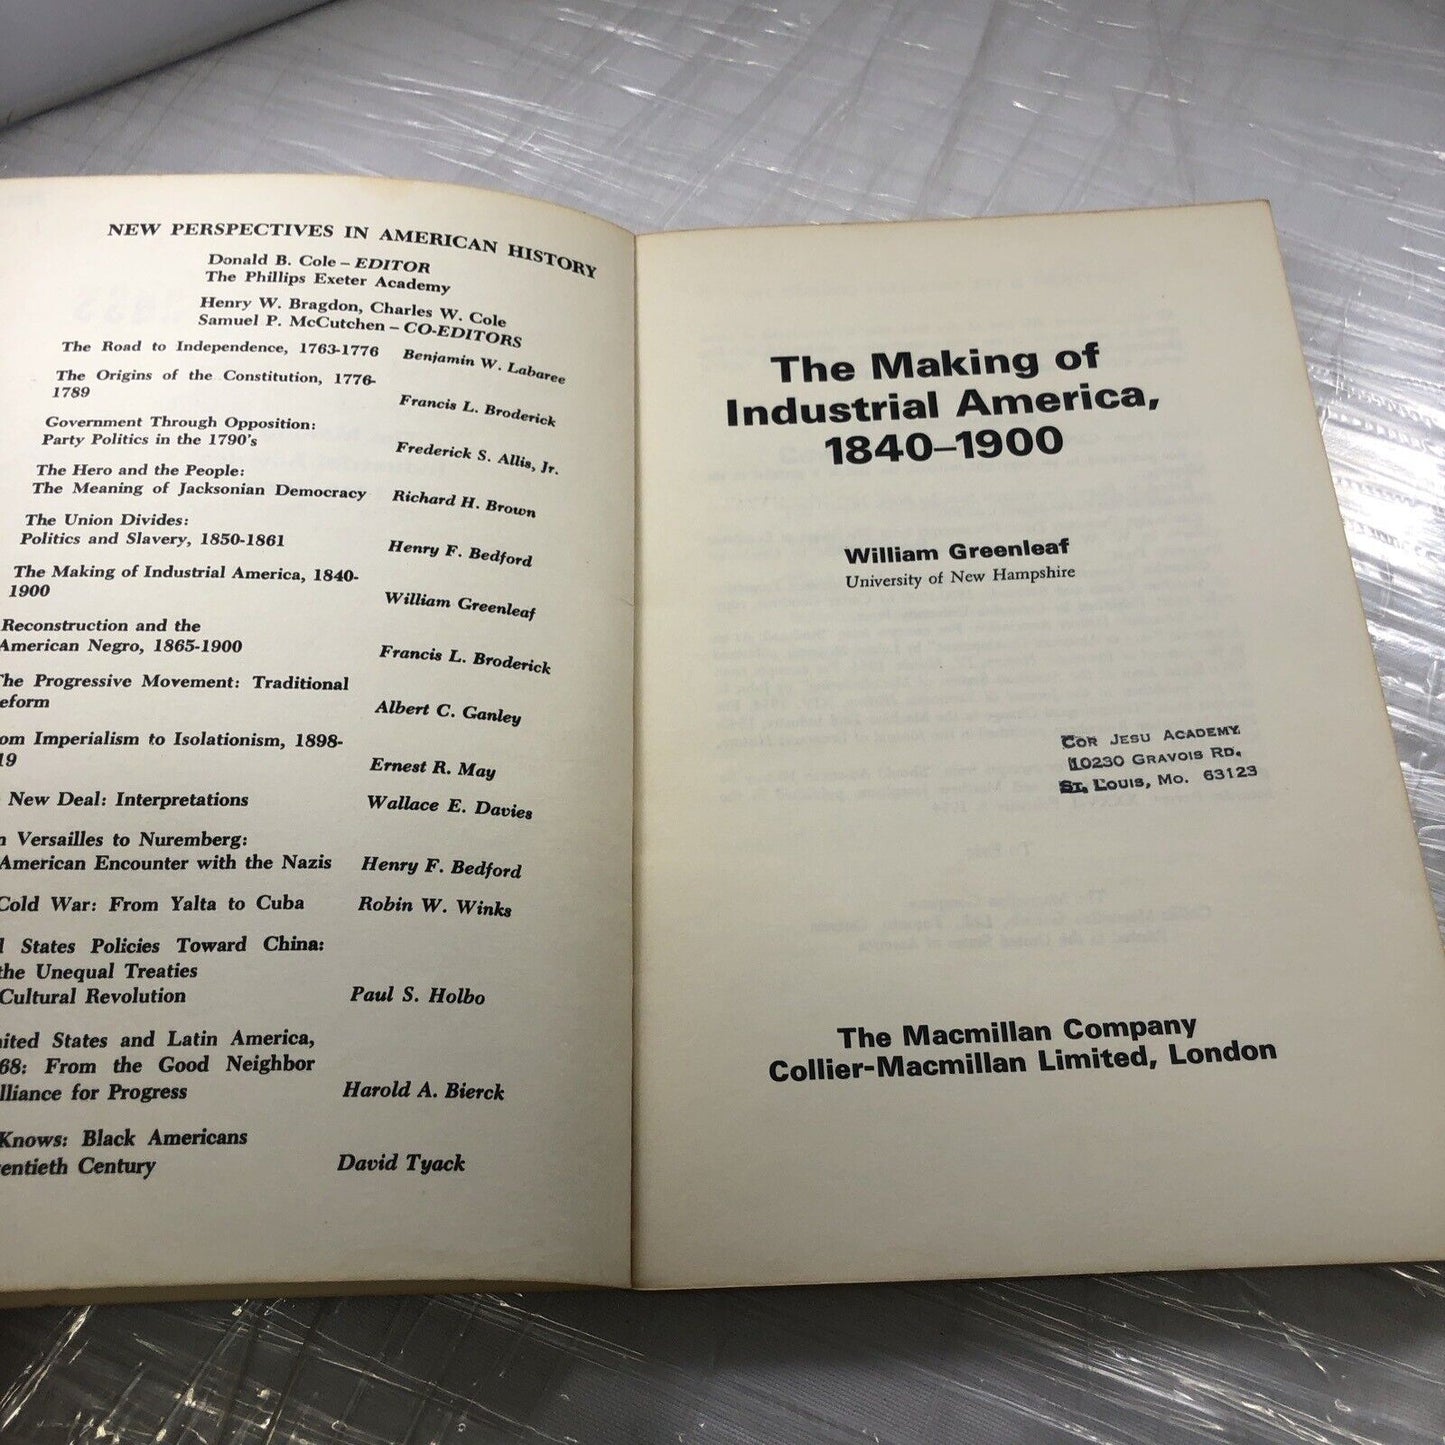 NEW PERSPECTIVES IN AMERICAN HISTORY
Donald B. Cole – EDITOR
The Phillips Exeter Academy
Henry W. Bragdon, Charles W. Cole
Samuel P. McCutchen – CO-EDITORS
The Road to Independence, 1763-1776 Benjamin W. Labaree
The Origins of the Constitution, 1776-
1789 Francis L. Broderick
Government Through Opposition:
Party Politics in the 1790's Frederick S. Allis, Jr.
The Hero and the People:
The Meaning of Jacksonian Democracy Richard H. Brown
The Union Divides:
Politics and Slavery, 1850-1861 Henry F. Bedford
The Making of Industrial America, 1840-
1900 William Greenleaf
Reconstruction and the
American Negro, 1865-1900 Francis L. Broderick
The Progressive Movement: Traditional
eform Albert C. Ganley
om Imperialism to Isolationism, 1898-
19 Ernest R. May
New Deal: Interpretations Wallace E. Davies
n Versailles to Nuremberg:
American Encounter with the Nazis Henry F. Bedford
Cold War: From Yalta to Cuba Robin W. Winks
d States Policies Toward China:
the Unequal Treaties
Cultural Revolution Paul S. Holbo
nited States and Latin America,
68: From the Good Neighbor
lliance for Progress Harold A. Bierck
Knows: Black Americans
entieth Century David Tyack
The Making of
Industrial America,
1840–1900
William Greenleaf
University of New Hampshire
COR JESU ACADEMY
10230 GRAVOIS RD.
ST. LOUIS, MO. 63123
The Macmillan Company
Collier-Macmillan Limited, London